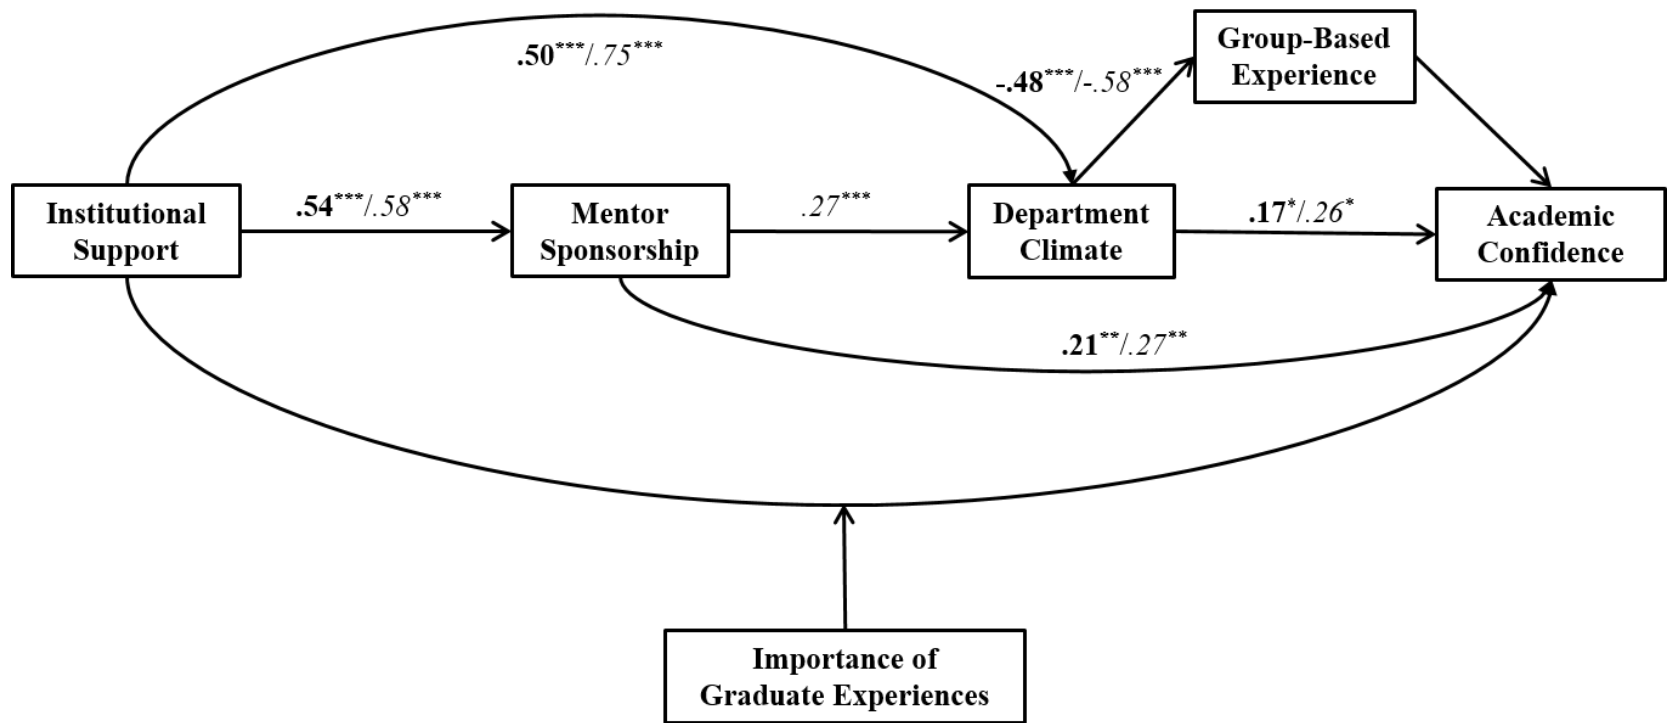 Group-Based
Experience
.50***/.75***
-.48***/-.58***
Institutional
Support
.54***/.58***
Mentor
Sponsorship
.27***
Department
Climate
.17*/.26*
Academic
Confidence
.21**/.27**
Importance of
Graduate Experiences